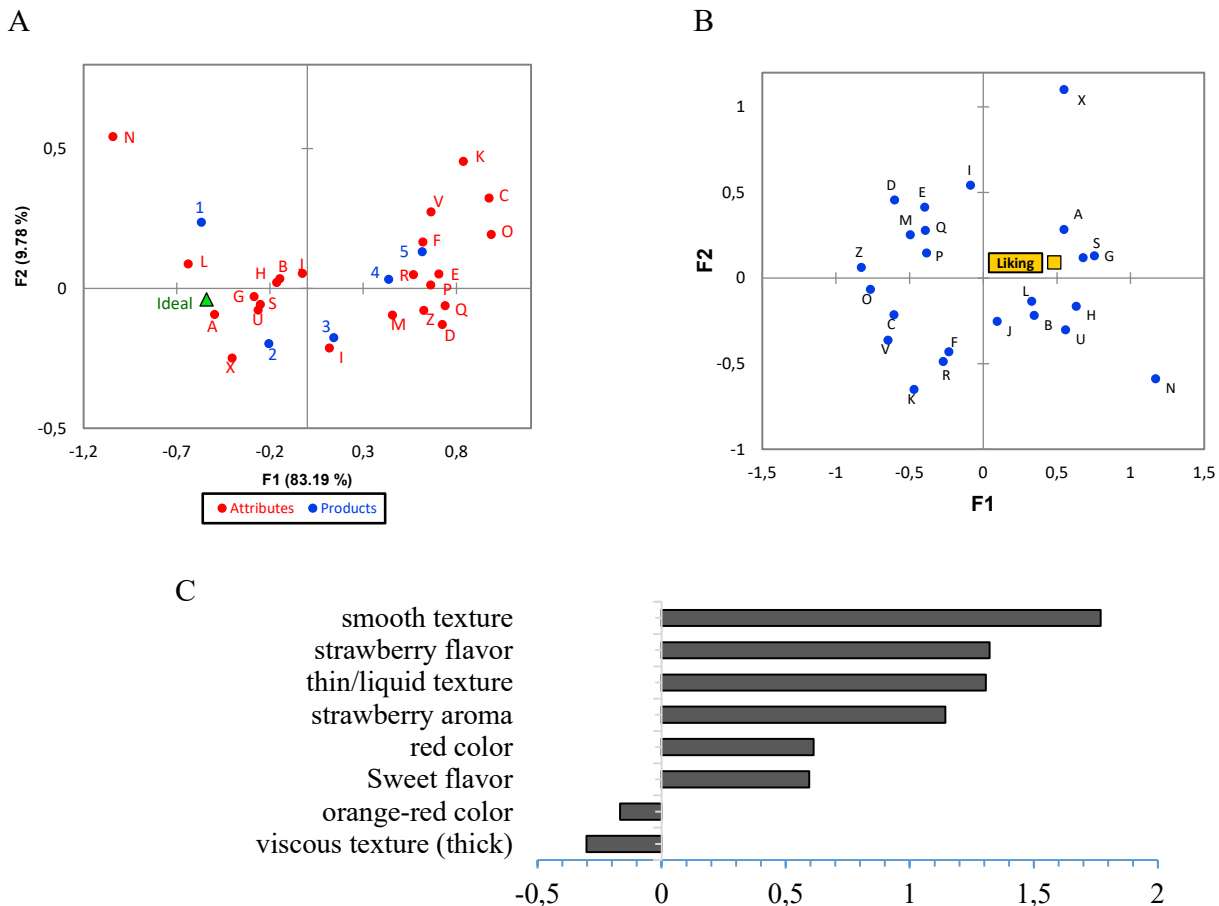 A
F2 (9.78 %)
0,5
0
-0,5
N
K
C
V
O
1
F
5
L
H
B
J
4
R
E
P
Ideal
G
S
A
U
M
Z
Q
D
2
3
I
X
-1,2
-0,7
-0,2
0,3
0,8
F1 (83.19 %)
Attributes
Products
B
F2
1
0,5
0
-0,5
-1
X
I
D
E
M
Q
P
A
S
G
Z
Liking
O
C
V
L
J
B
H
U
F
R
K
N
-1,5
-1
-0,5
0
0,5
1
1,5
F1
C
smooth texture
strawberry flavor
thin/liquid texture
strawberry aroma
red color
Sweet flavor
orange-red color
viscous texture (thick)
-0,5
0
0,5
1
1,5
2